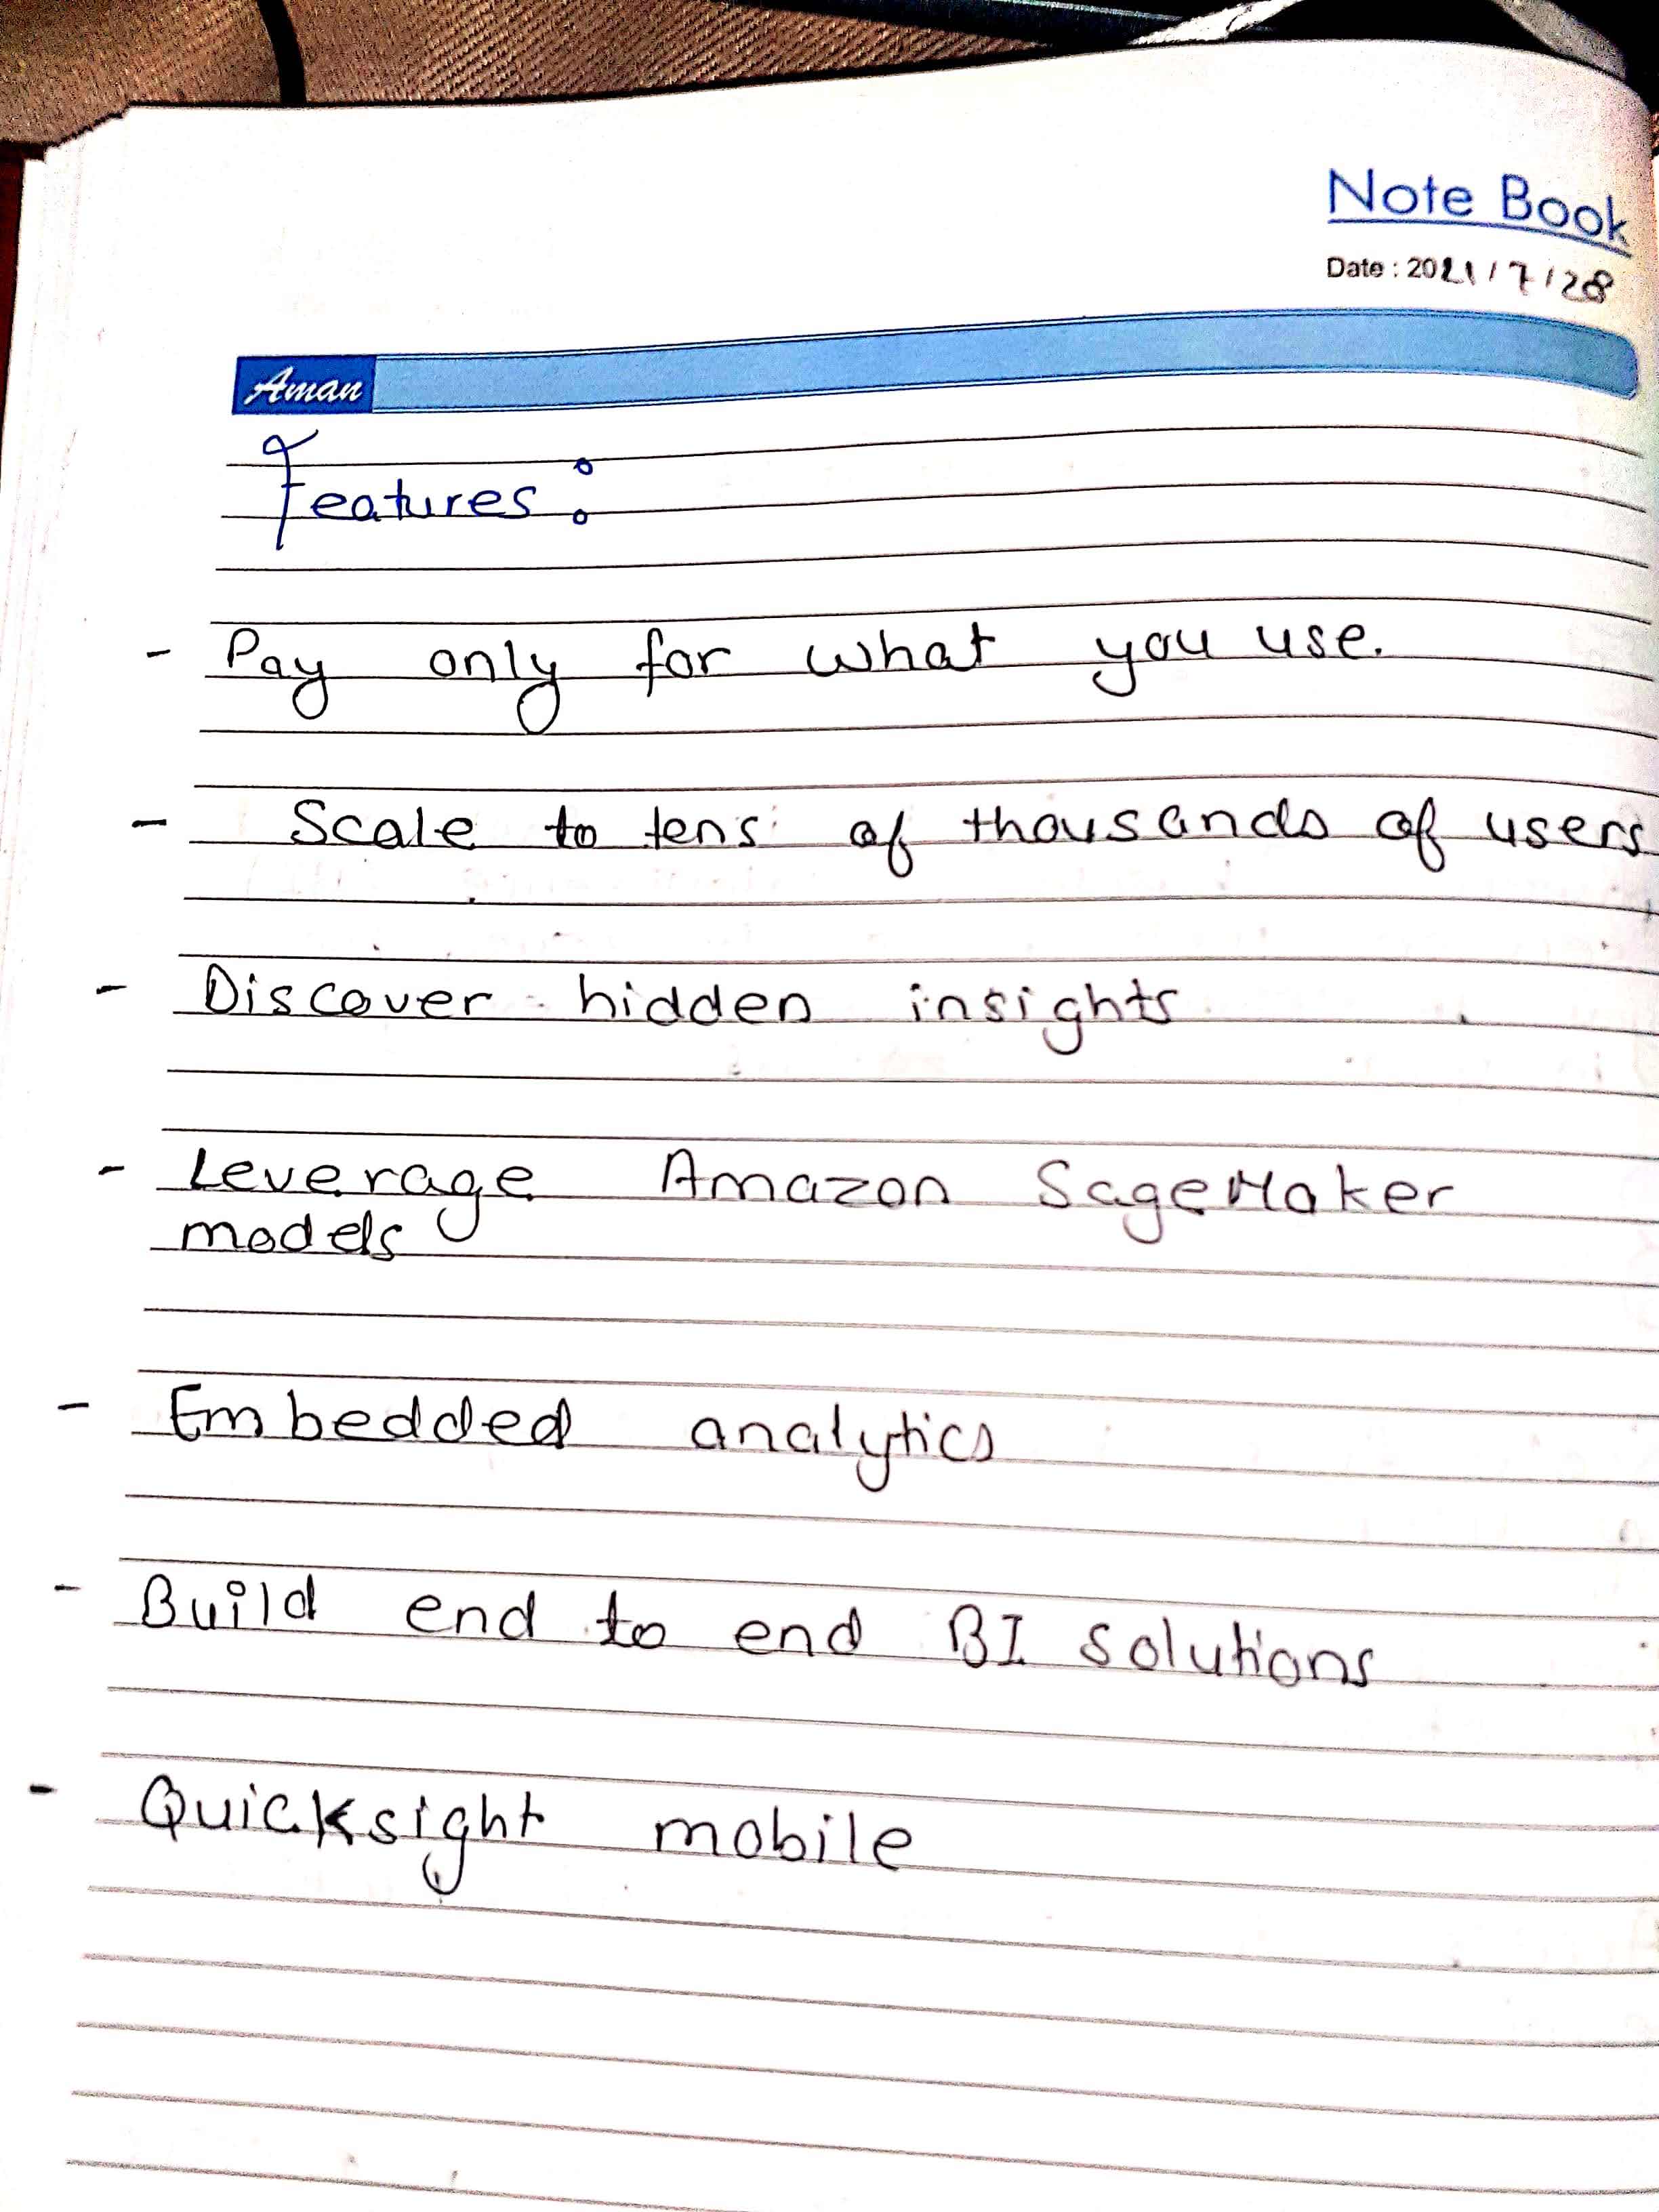 Note Book
Date : 2021/7/28
Aman
Features :
- Pay only for what you use.
- Scale to tens of thousands of users
- Discover hidden insights
- Leverage Amazon SageMaker
models
- Embedded analytics
- Build end to end BI solutions
- Quicksight mobile